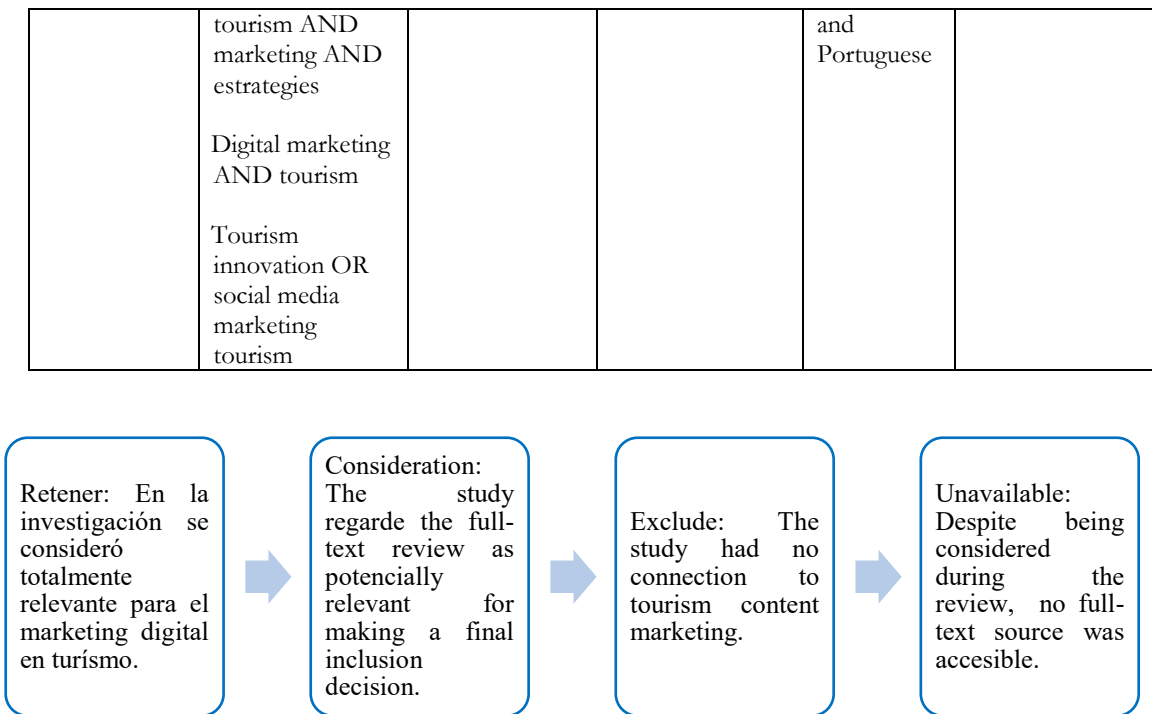 tourism AND
marketing AND
estrategies
Digital marketing
AND tourism
Tourism
innovation OR
social media
marketing
tourism
and
Portuguese
Retener: En la
investigación se
consideró
totalmente
relevante para el
marketing digital
en turísmo.
Consideration:
The study
regarde the full-
text review as
potencially
relevant for
making a final
inclusion
decision.
Exclude: The
study had no
connection to
tourism content
marketing.
Unavailable:
Despite being
considered
during the
review, no full-
text source was
accesible.